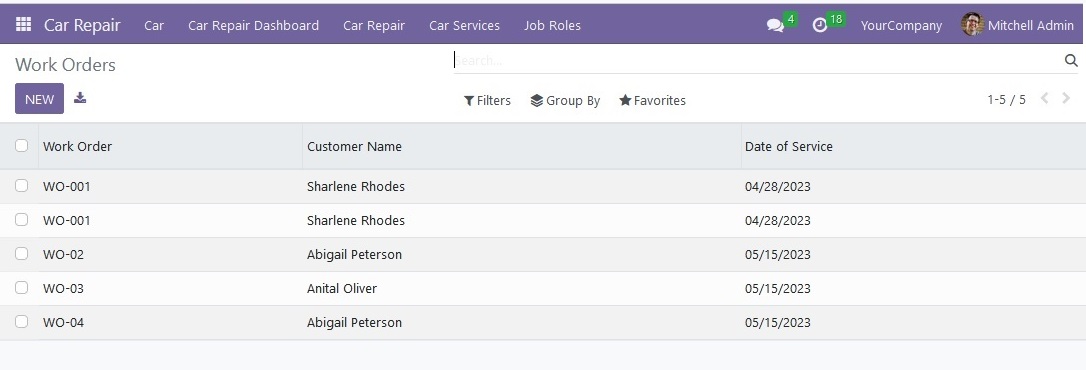 Car Repair Car Car Repair Dashboard Car Repair Car Services Job Roles 4 18 YourCompany Mitchell Admin
Work Orders Search...
NEW Filters Group By Favorites 1-5 / 5
Work Order Customer Name Date of Service
WO-001 Sharlene Rhodes 04/28/2023
WO-001 Sharlene Rhodes 04/28/2023
WO-02 Abigail Peterson 05/15/2023
WO-03 Anital Oliver 05/15/2023
WO-04 Abigail Peterson 05/15/2023